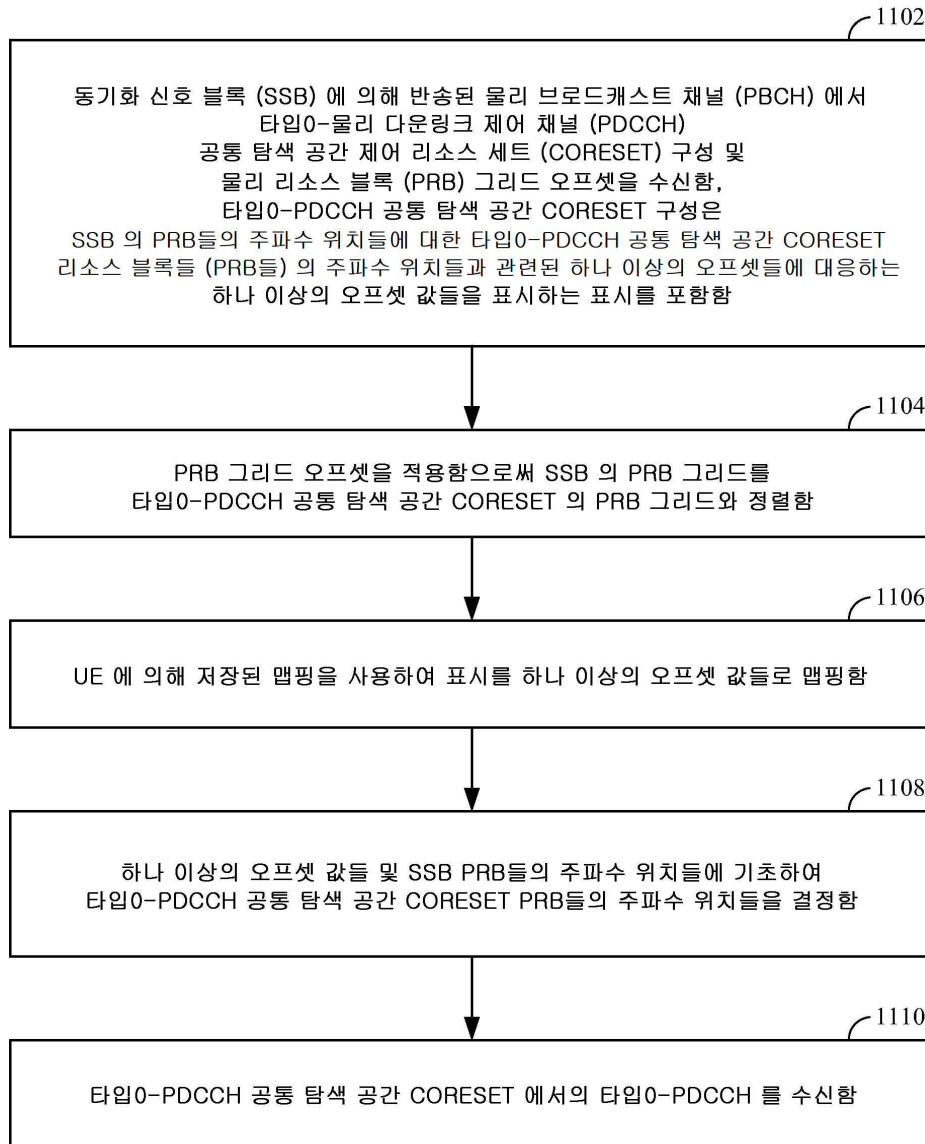 1102
동기화 신호 블록 (SSB) 에 의해 반송된 물리 브로드캐스트 채널 (PBCH) 에서
타입0-물리 다운링크 제어 채널 (PDCCH)
공통 탐색 공간 제어 리소스 세트 (CORESET) 구성 및
물리 리소스 블록 (PRB) 그리드 오프셋을 수신함,
타입0-PDCCH 공통 탐색 공간 CORESET 구성은
SSB 의 PRB들의 주파수 위치들에 대한 타입0-PDCCH 공통 탐색 공간 CORESET
리소스 블록들 (PRB들) 의 주파수 위치들과 관련된 하나 이상의 오프셋들에 대응하는
하나 이상의 오프셋 값들을 표시하는 표시를 포함함
1104
PRB 그리드 오프셋을 적용함으로써 SSB 의 PRB 그리드를
타입0-PDCCH 공통 탐색 공간 CORESET 의 PRB 그리드와 정렬함
1106
UE 에 의해 저장된 맵핑을 사용하여 표시를 하나 이상의 오프셋 값들로 맵핑함
1108
하나 이상의 오프셋 값들 및 SSB PRB들의 주파수 위치들에 기초하여
타입0-PDCCH 공통 탐색 공간 CORESET PRB들의 주파수 위치들을 결정함
1110
타입0-PDCCH 공통 탐색 공간 CORESET 에서의 타입0-PDCCH 를 수신함